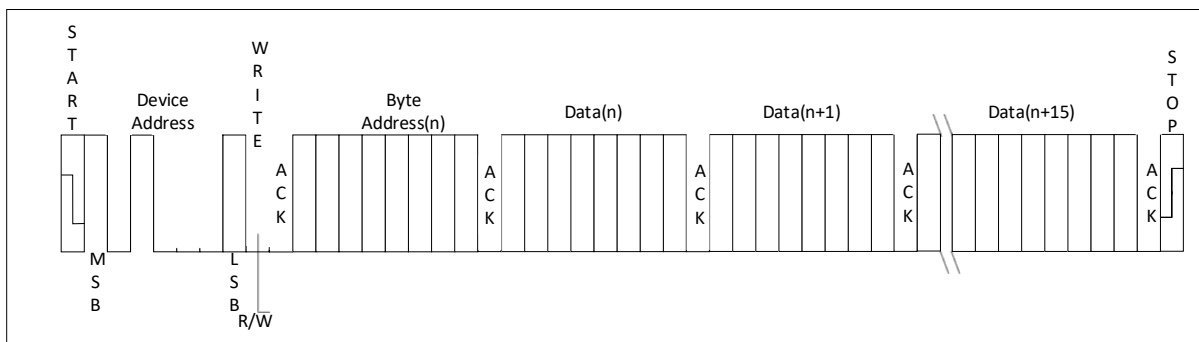 START
Device
Address
WRITE
Byte
Address(n)
Data(n)
Data(n+1)
Data(n+15)
STOP
ACK
ACK
ACK
ACK
ACK
MSB
LSB
R/W